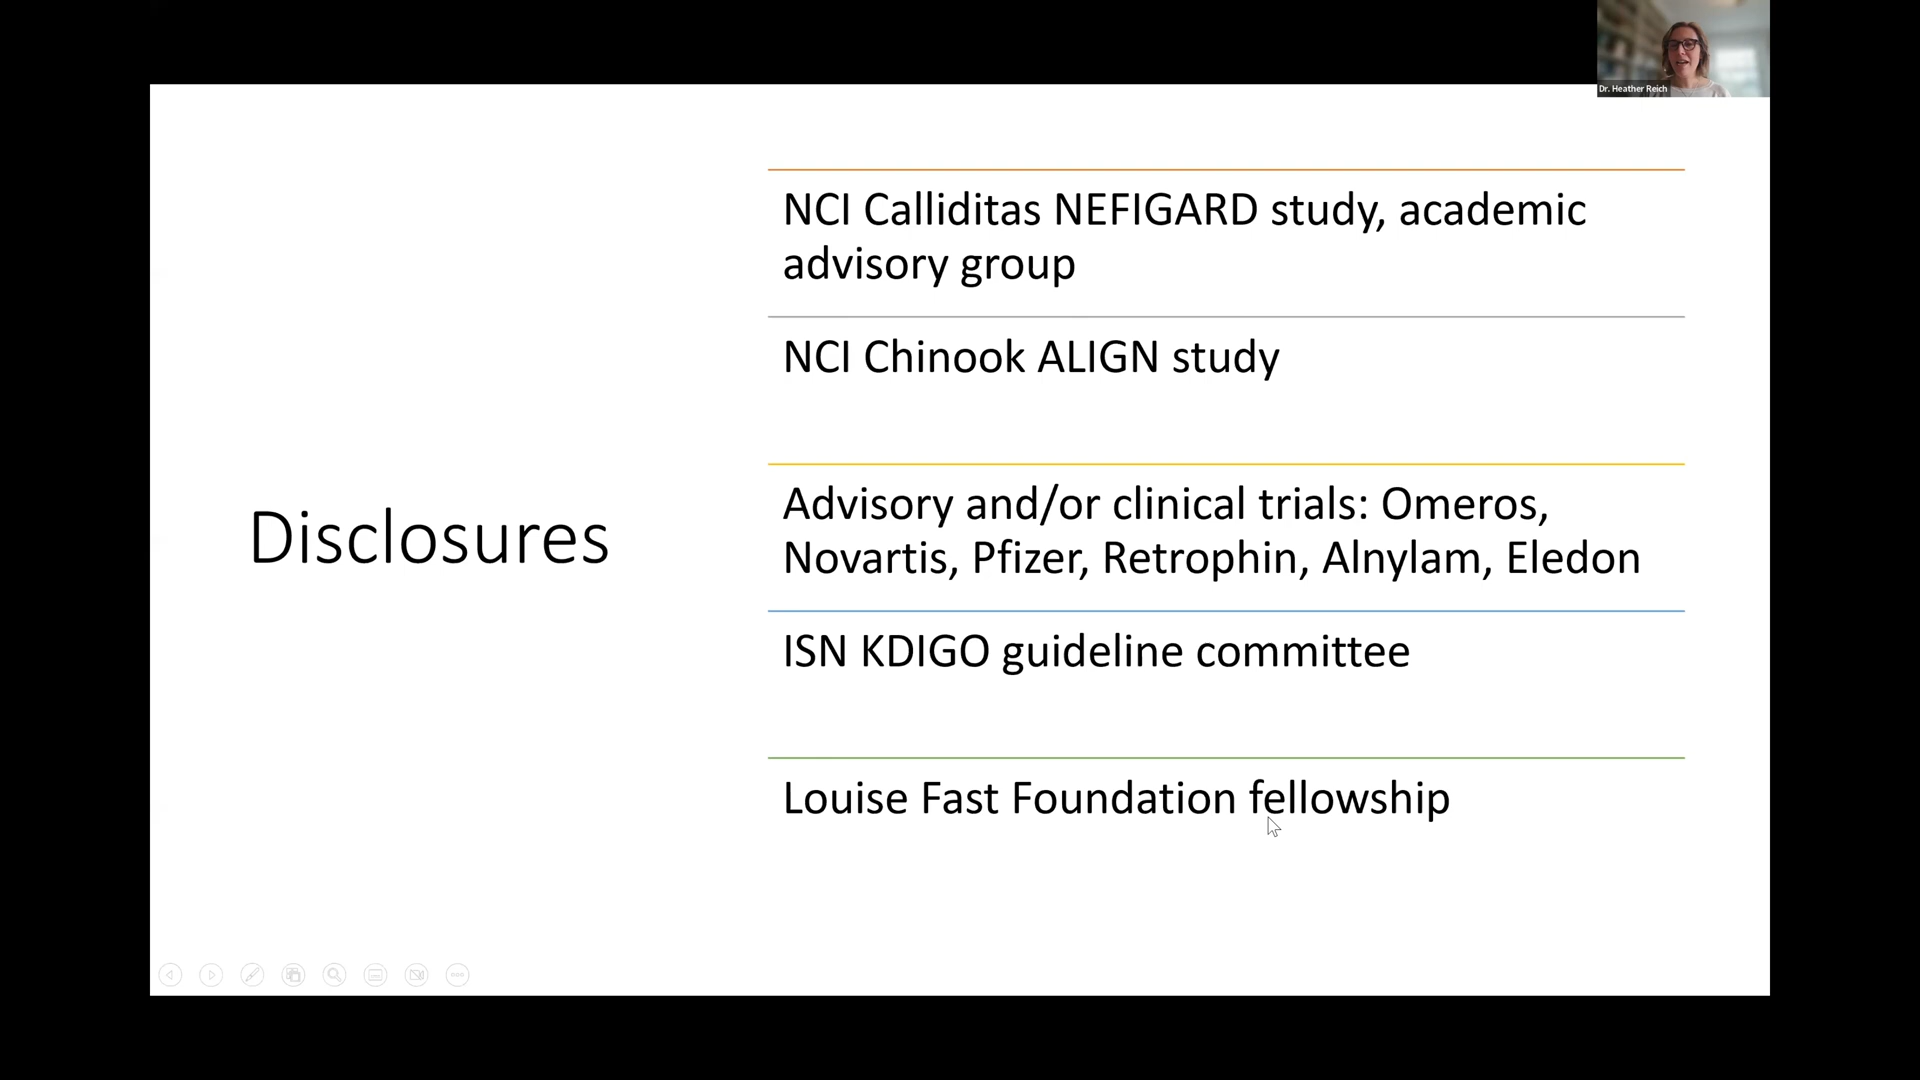 Dr. Heather Reich
NCI Calliditas NEFIGARD study, academic
advisory group
NCI Chinook ALIGN study
Advisory and/or clinical trials: Omeros,
Novartis, Pfizer, Retrophin, Alnylam, Eledon
Disclosures
ISN KDIGO guideline committee
Louise Fast Foundation fellowship